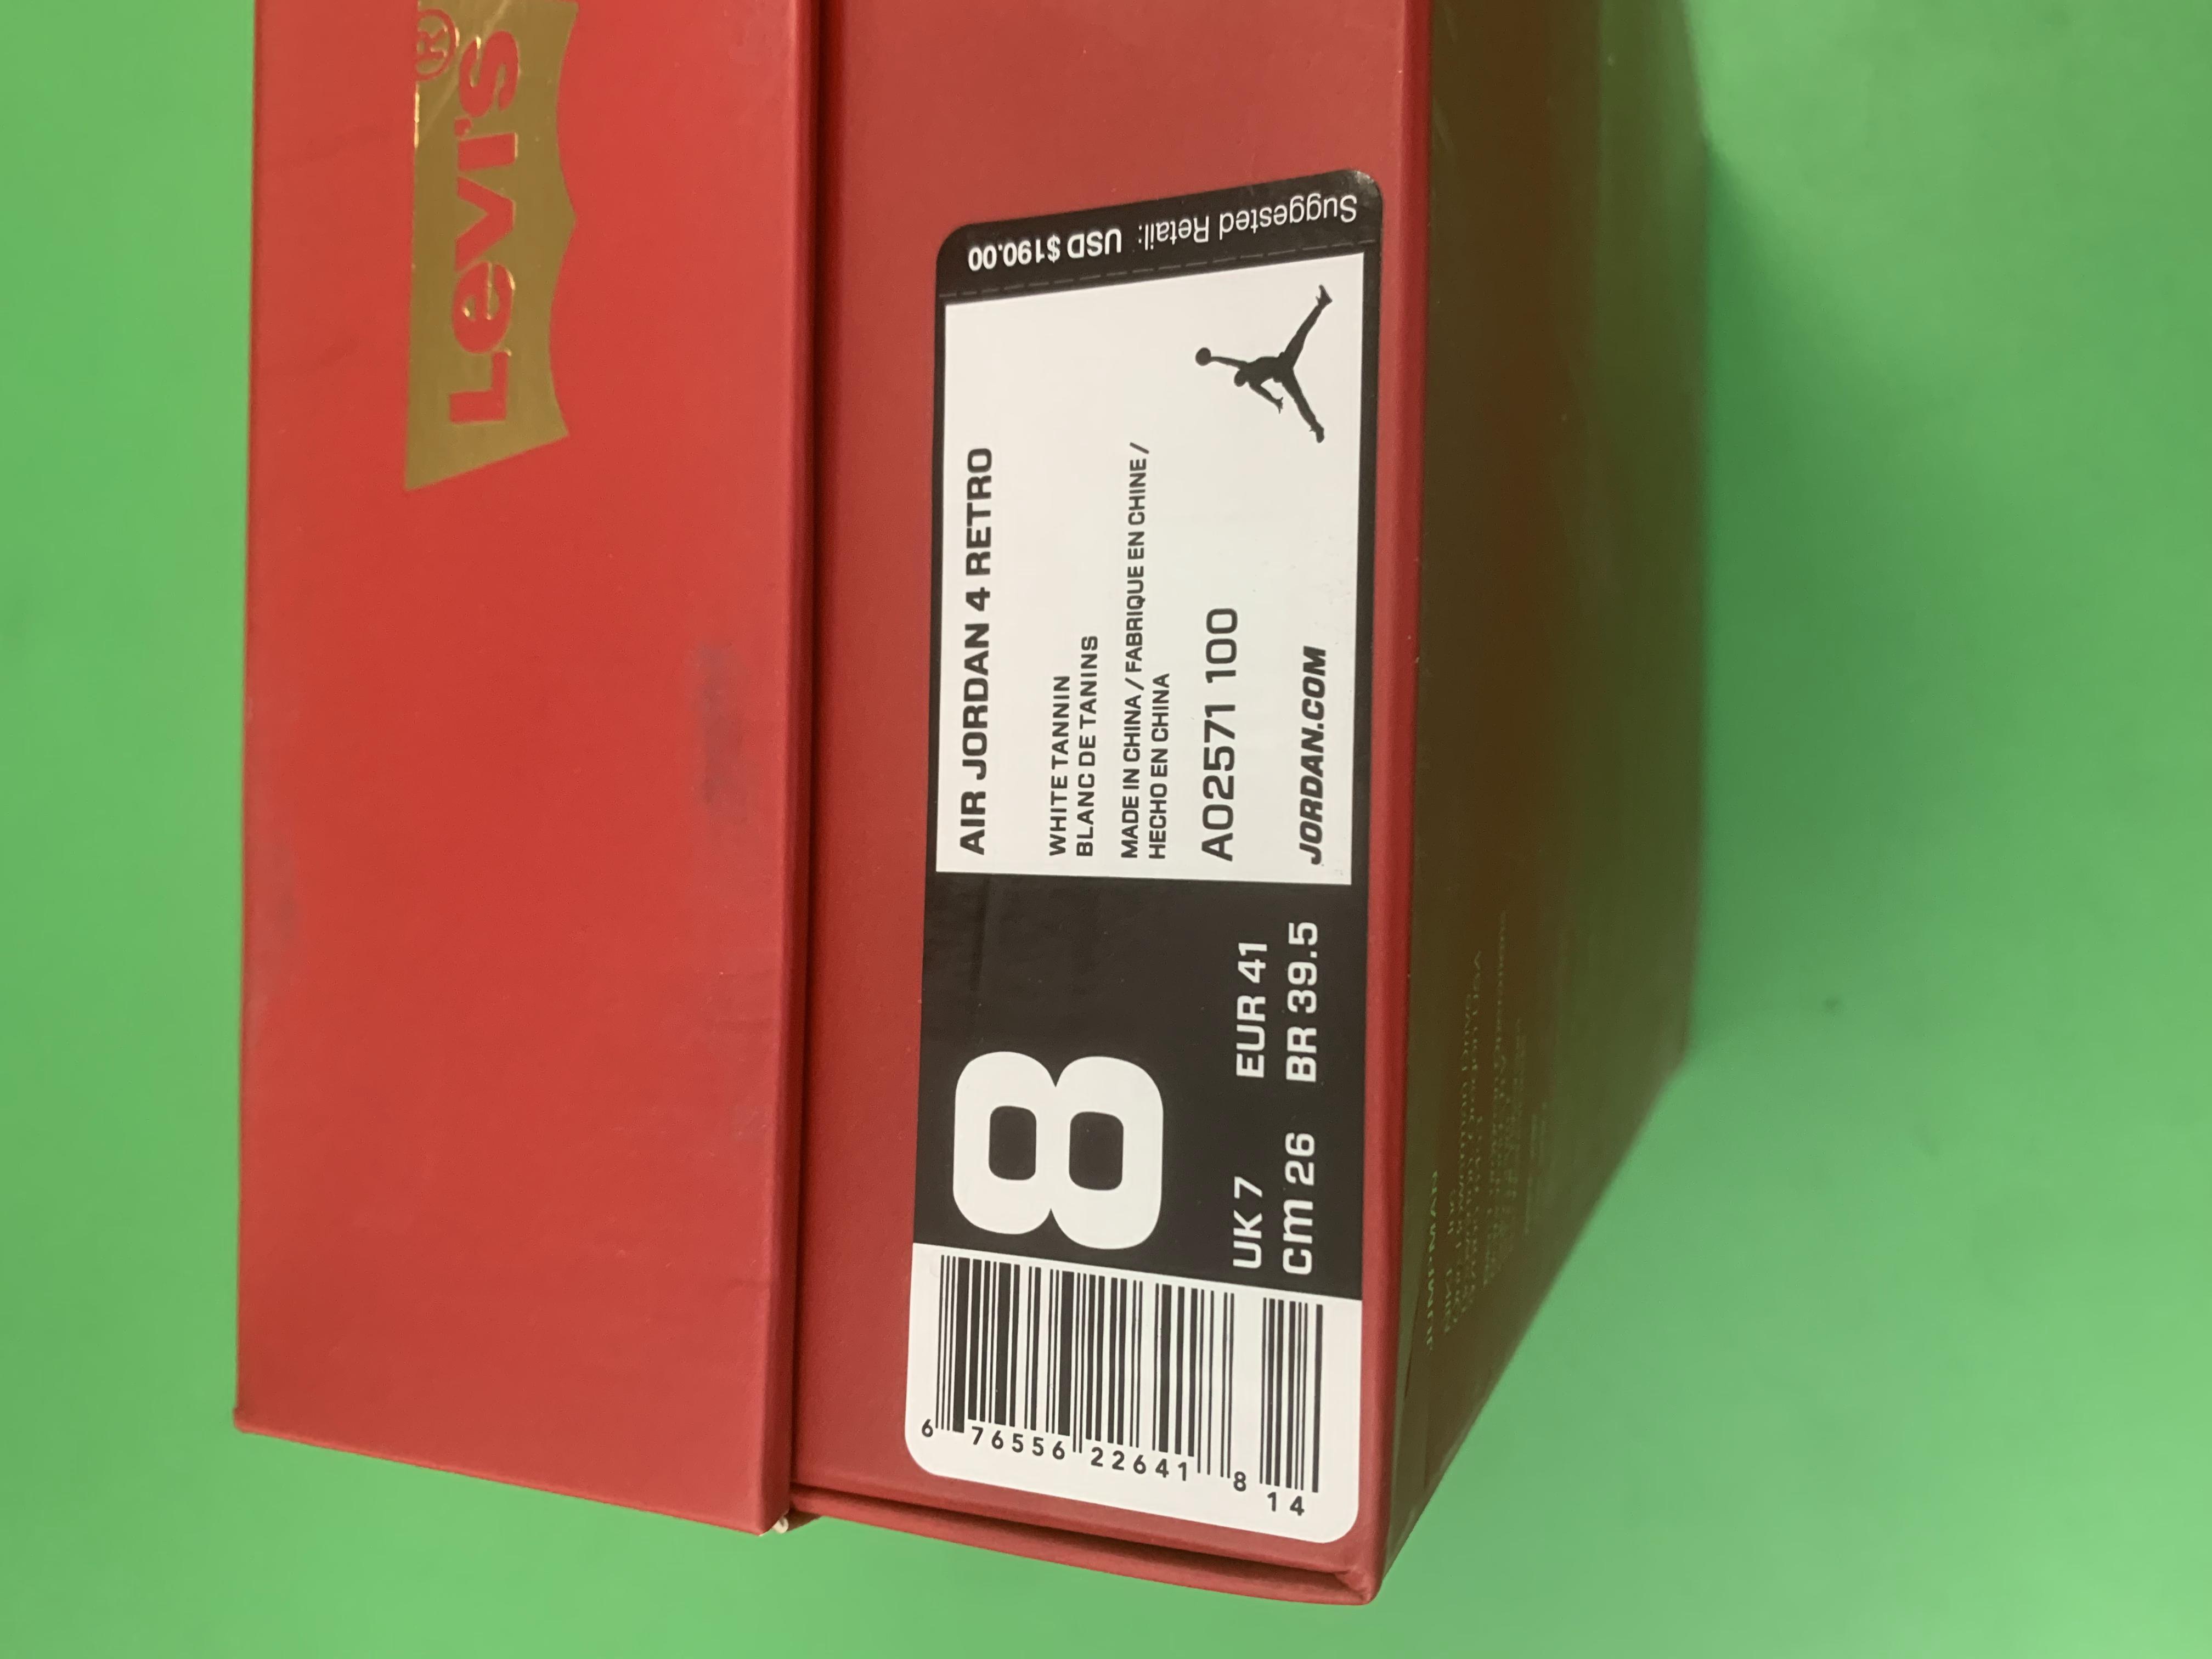 Levi's®
AIR JORDAN 4 RETRO
WHITE TANNIN
BLANC DE TANINS
MADE IN CHINA / FABRIQUE EN CHINE /
HECHO EN CHINA
AO2571 100
JORDAN.COM
Suggested Retail: USD $190.00
8
UK 7 EUR 41
Cm 26 BR 39.5
6 76556 22641 8 14
JUMPMAN